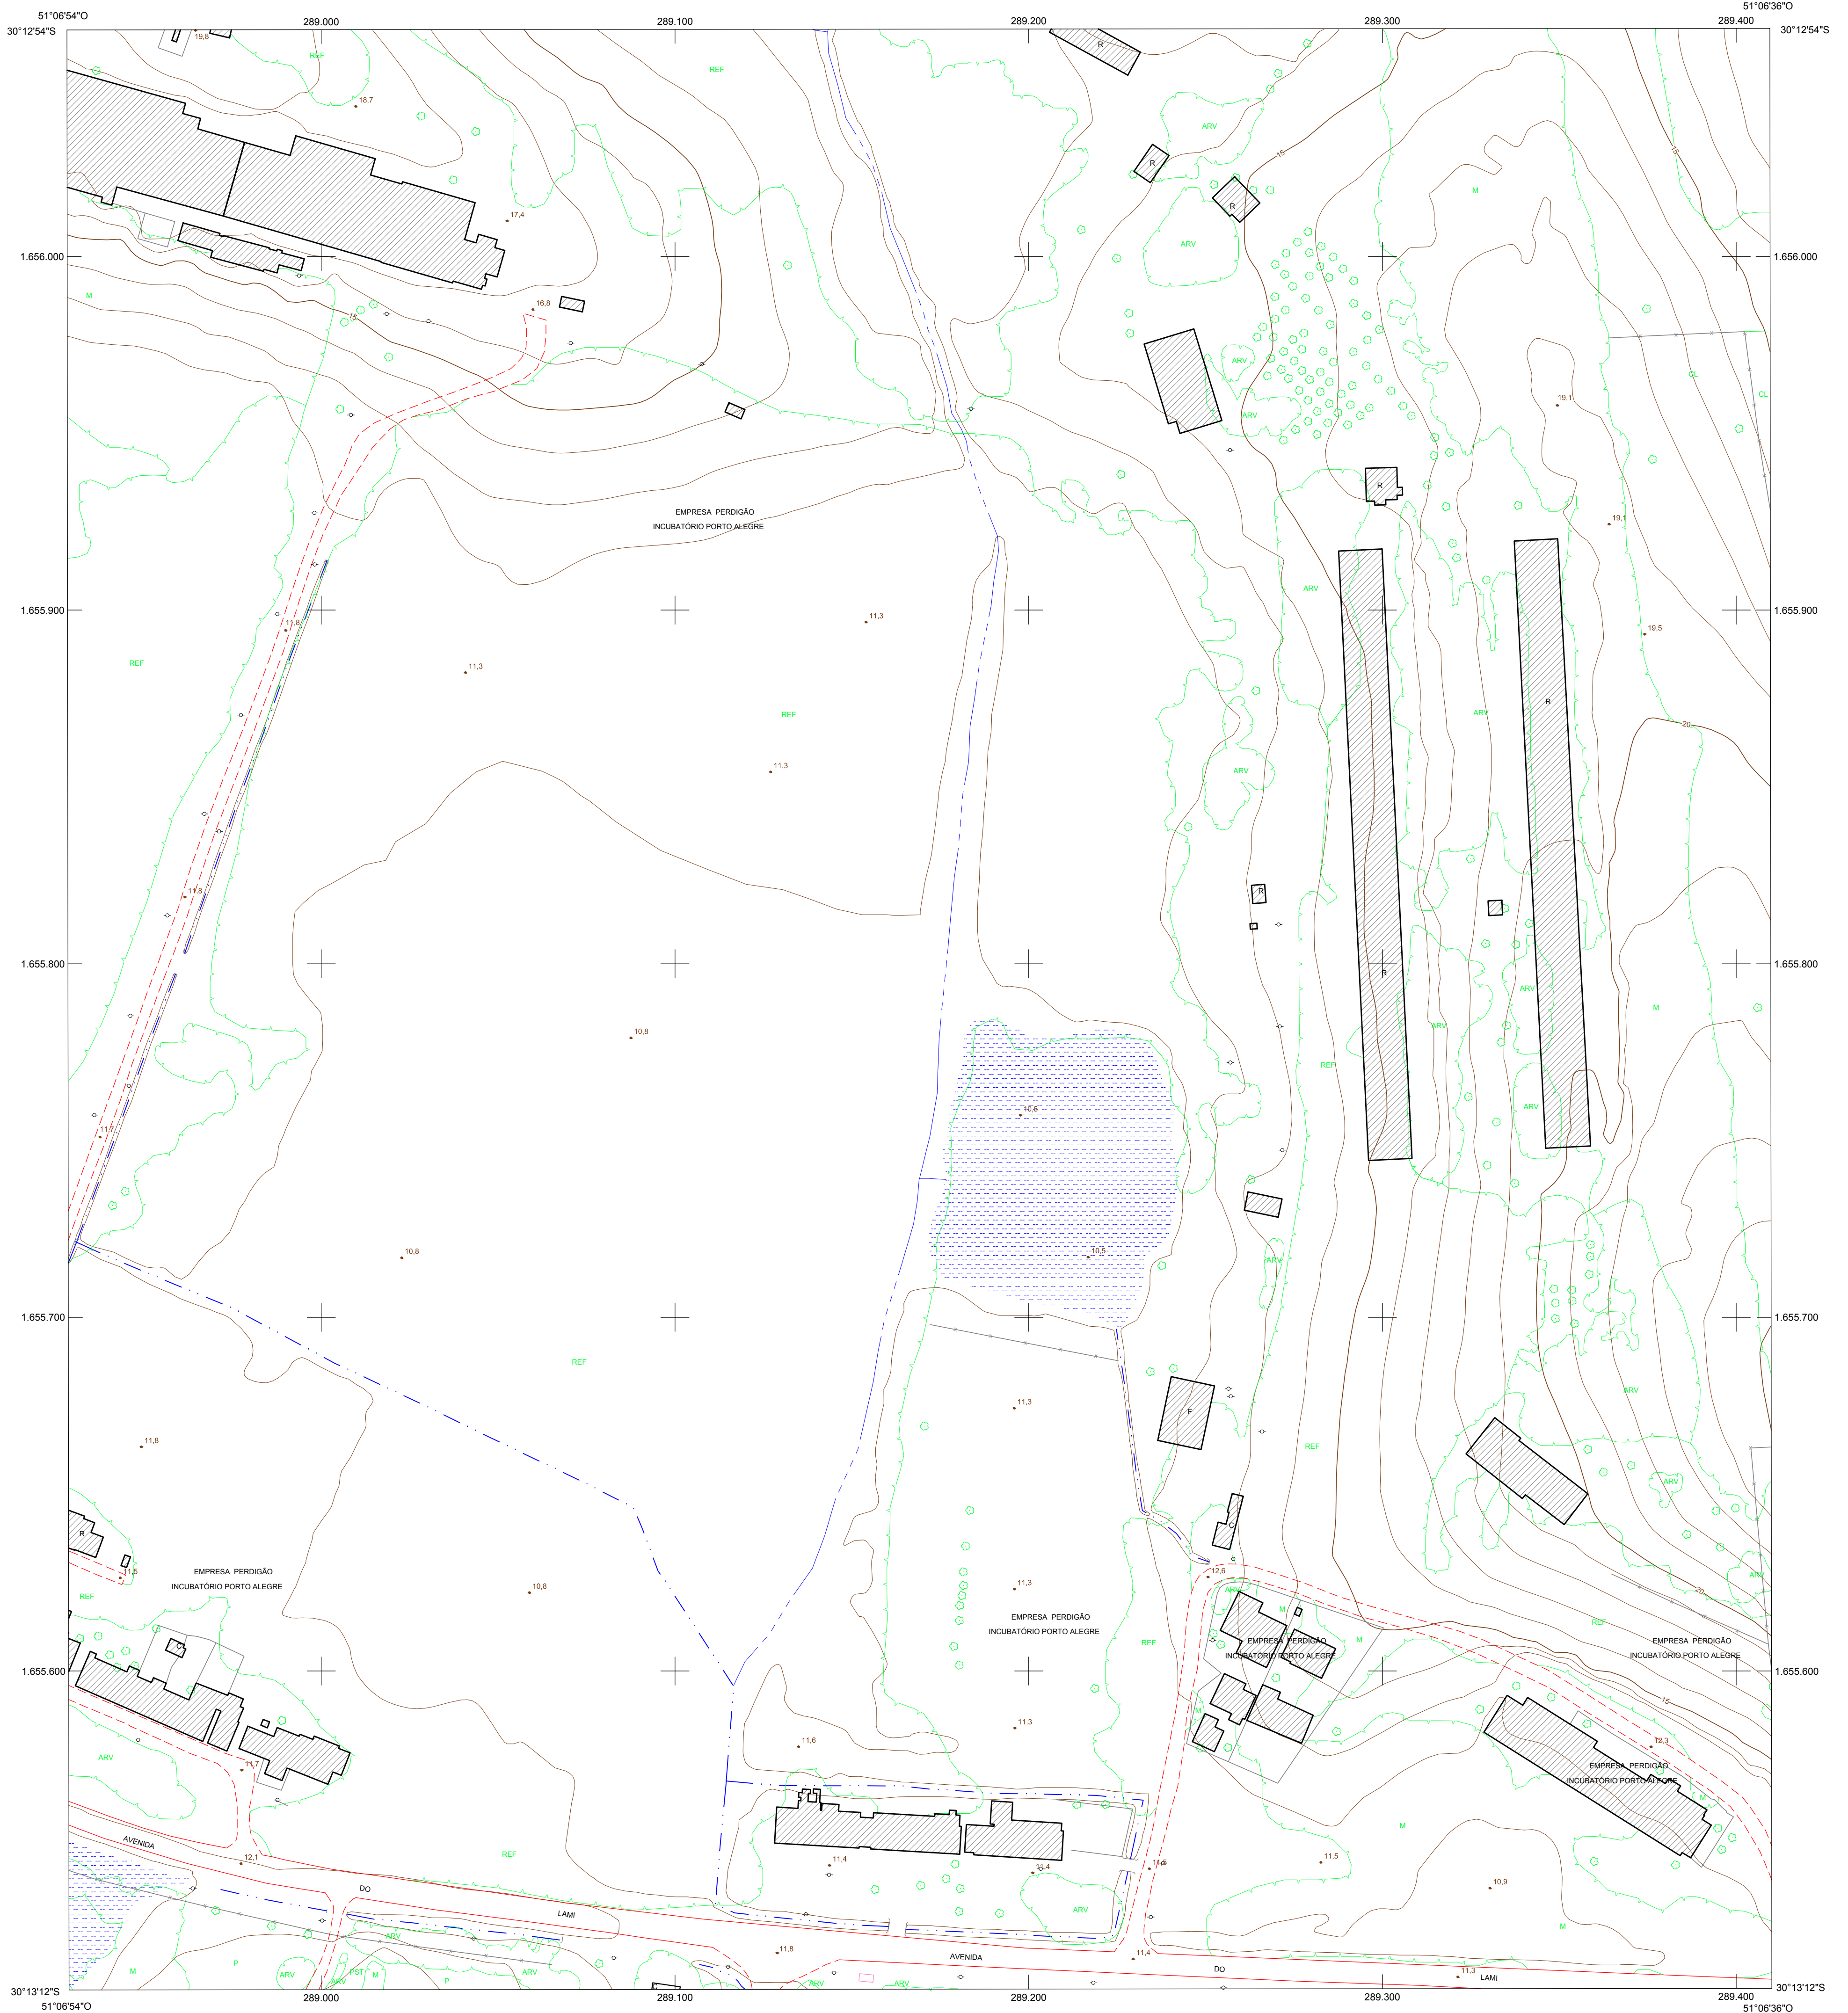 51°06'54"O
289.000
289.100
289.200
289.300
289.400
51°06'36"O
30°12'54"S
30°12'54"S
19,8
REF
REF
R
18,7
ARV
R
15
15
M
17,4
R
ARV
1.656.000
1.656.000
M
15
16,8
ARV
CL
CL
19,1
ARV
R
EMPRESA PERDIGÃO
INCUBATÓRIO PORTO ALEGRE
19,1
ARV
1.655.900
1.655.900
11,8
11,3
19,5
REF
11,3
REF
R
ARV
20
11,3
ARV
11,8
R
1.655.800
1.655.800
R
ARV
M
10,8
ARV
REF
10,6
ARV
11,7
10,8
10,5
ARV
1.655.700
1.655.700
REF
ARV
11,3
F
11,8
REF
ARV
C
R
EMPRESA PERDIGÃO
INCUBATÓRIO PORTO ALEGRE
11,5
12,6
ARV
20
REF
10,8
11,3
ARV
M
EMPRESA PERDIGÃO
INCUBATÓRIO PORTO ALEGRE
REF
REF
C
EMPRESA PERDIGÃO
INCUBATÓRIO PORTO ALEGRE
M
EMPRESA PERDIGÃO
INCUBATÓRIO PORTO ALEGRE
1.655.600
1.655.600
15
M
11,3
11,6
12,3
ARV
11,7
EMPRESA PERDIGÃO
INCUBATÓRIO PORTO ALEGRE
M
M
AVENIDA
REF
12,1
11,4
11,4
11,5
11,5
DO
10,9
LAMI
ARV
M
ARV
11,8
AVENIDA
11,4
P
M
ARV
PST
M
P
ARV
ARV
ARV
ARV
DO
11,3
LAMI
30°13'12"S
30°13'12"S
51°06'54"O
289.000
289.100
289.200
289.300
289.400
51°06'36"O